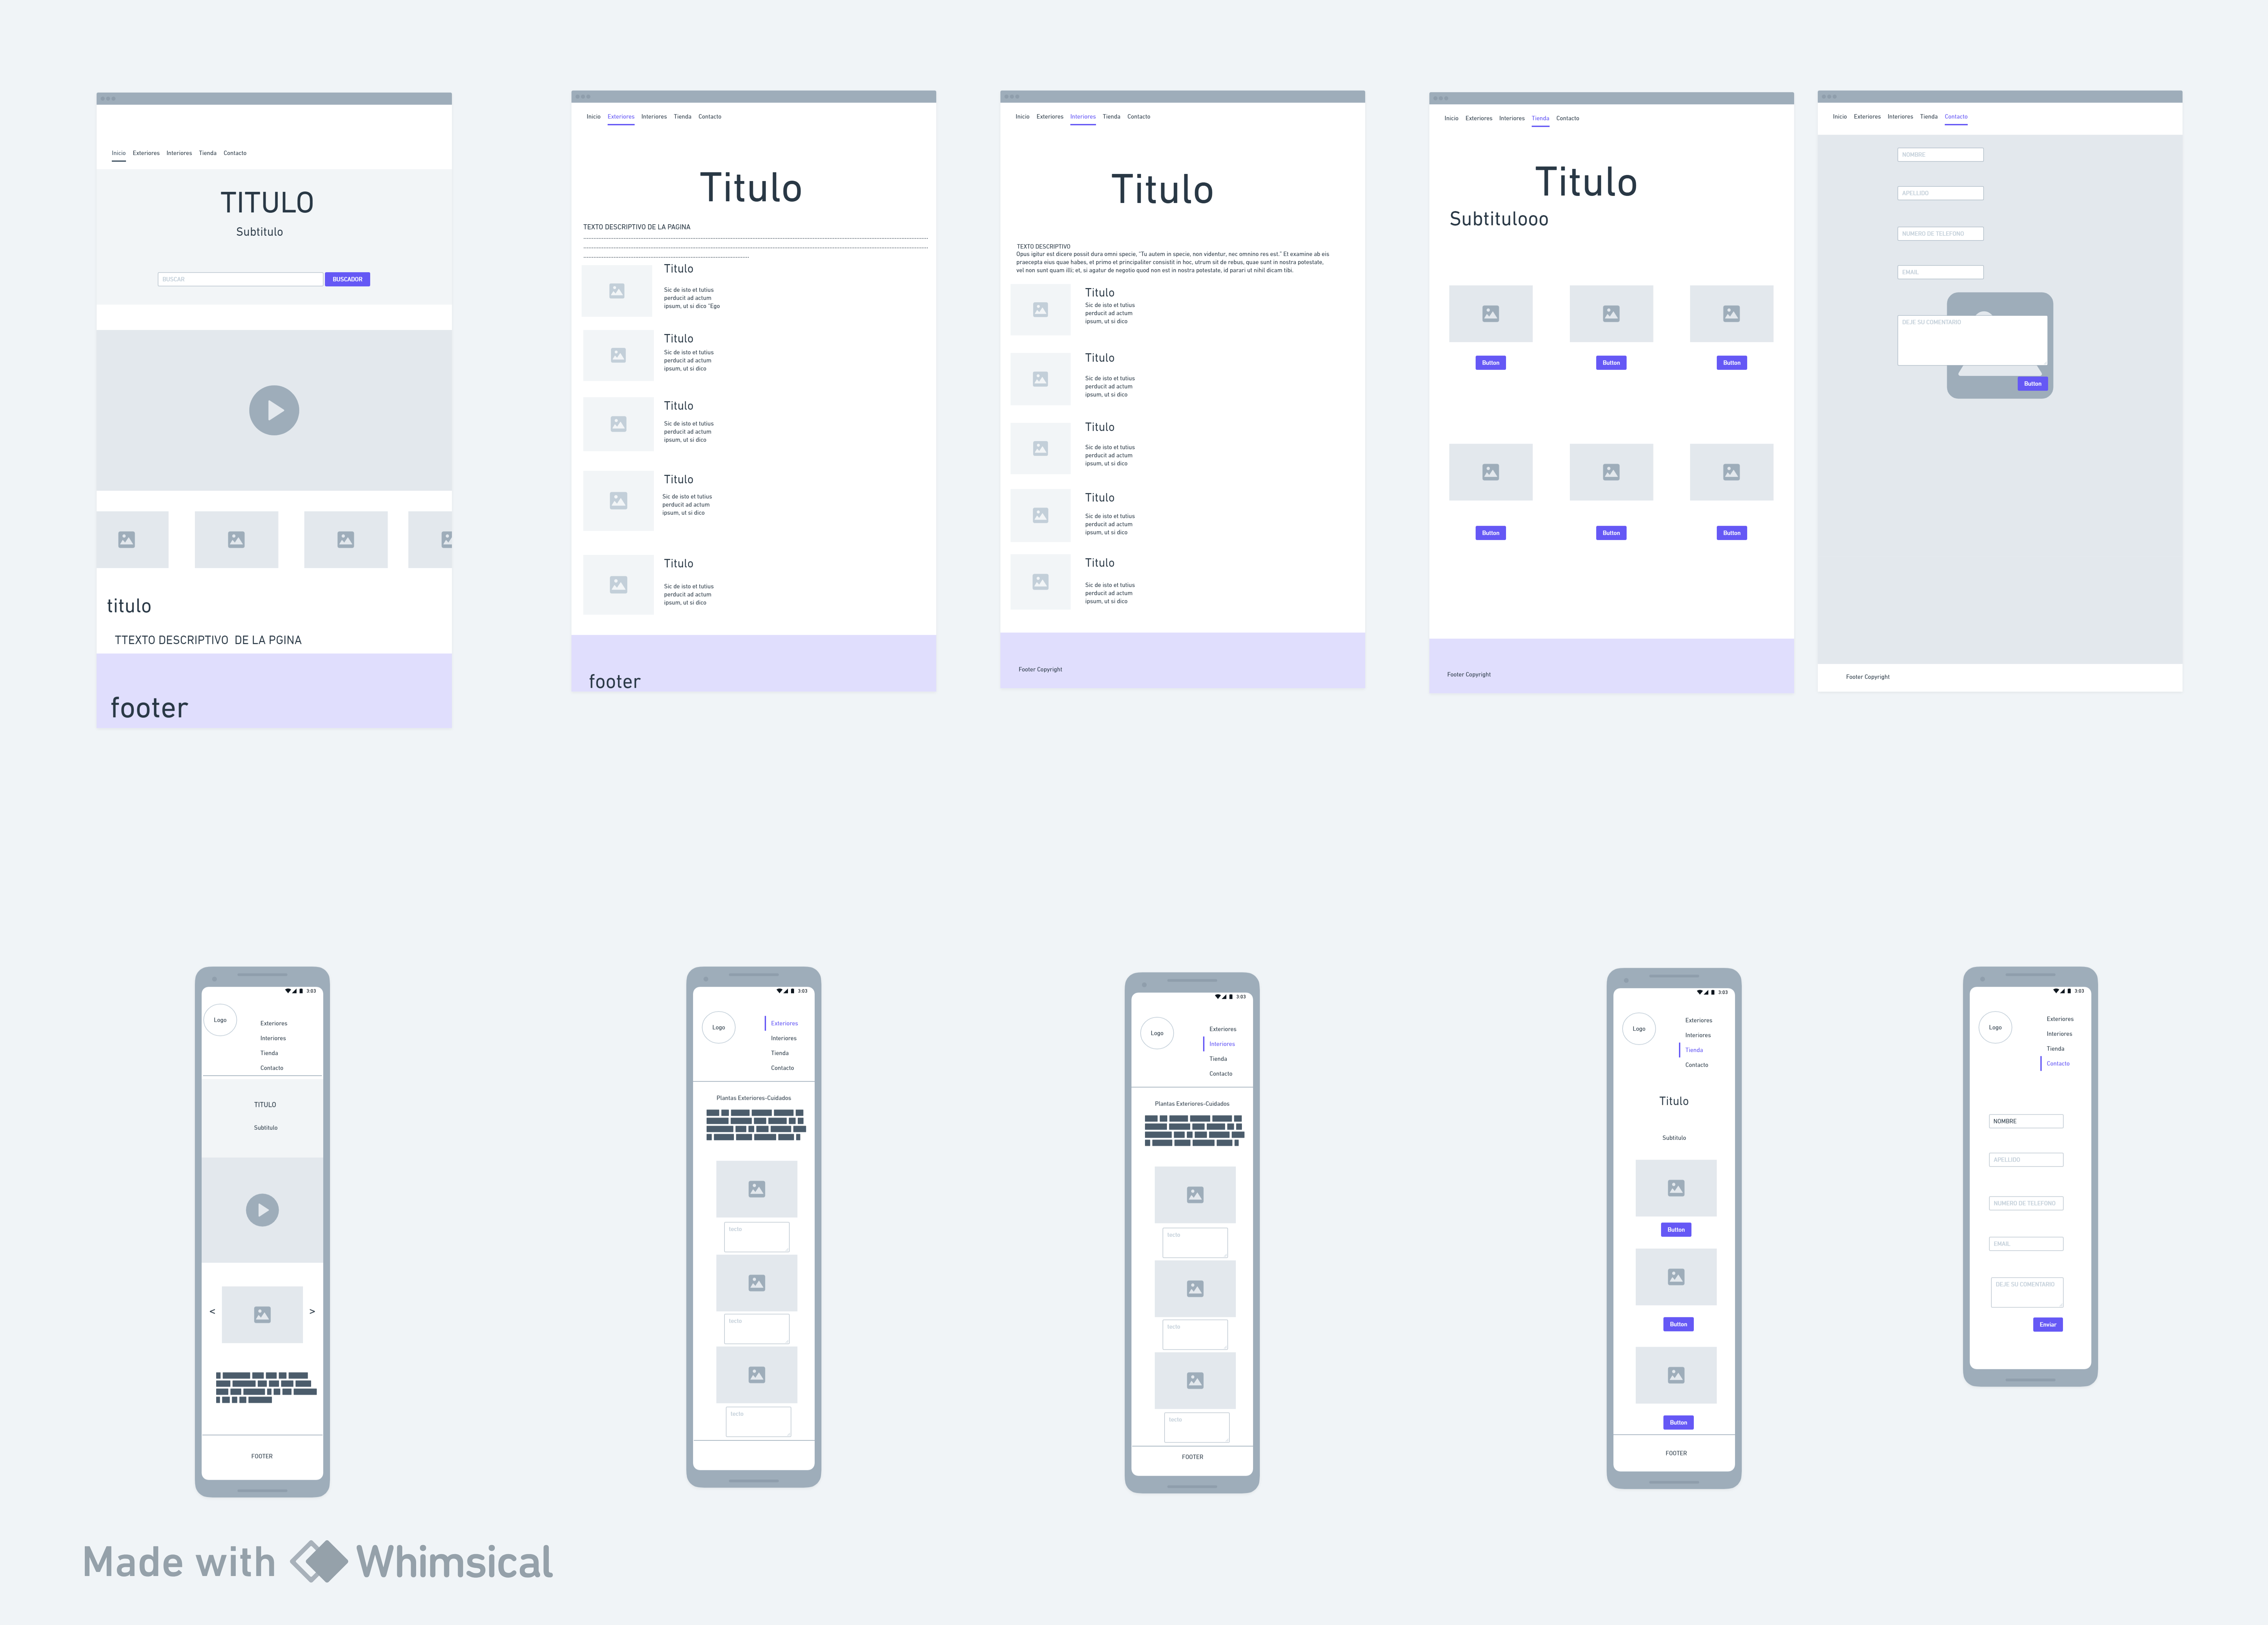 Inicio Exteriores Interiores Tienda Contacto
TITULO
Subtitulo
BUSCAR
BUSCADOR
titulo
TTEXTO DESCRIPTIVO DE LA PGINA
footer
Inicio Exteriores Interiores Tienda Contacto
Titulo
TEXTO DESCRIPTIVO DE LA PAGINA
Titulo
Sic de isto et tutius
perducit ad actum
ipsum, ut si dico "Ego
Titulo
Sic de isto et tutius
perducit ad actum
ipsum, ut si dico
Titulo
Sic de isto et tutius
perducit ad actum
ipsum, ut si dico
Titulo
Sic de isto et tutius
perducit ad actum
ipsum, ut si dico
Titulo
Sic de isto et tutius
perducit ad actum
ipsum, ut si dico
footer
Inicio Exteriores Interiores Tienda Contacto
Titulo
TEXTO DESCRIPTIVO
Opus igitur est dicere possit dura omni specie, "Tu autem in specie, non videntur, nec omnino res est." Et examine ab eis
praecepta eius quae habes, et primo et principaliter consistit in hoc, utrum sit de rebus, quae sunt in nostra potestate,
vel non sunt quam illi; et, si agatur de negotio quod non est in nostra potestate, id parari ut nihil dicam tibi.
Titulo
Sic de isto et tutius
perducit ad actum
ipsum, ut si dico
Titulo
Sic de isto et tutius
perducit ad actum
ipsum, ut si dico
Titulo
Sic de isto et tutius
perducit ad actum
ipsum, ut si dico
Titulo
Sic de isto et tutius
perducit ad actum
ipsum, ut si dico
Titulo
Sic de isto et tutius
perducit ad actum
ipsum, ut si dico
Footer Copyright
Inicio Exteriores Interiores Tienda Contacto
Titulo
Subtitulooo
Button Button Button
Button Button Button
Footer Copyright
Inicio Exteriores Interiores Tienda Contacto
NOMBRE
APELLIDO
NUMERO DE TELEFONO
EMAIL
DEJE SU COMENTARIO
Button
Footer Copyright
3:03
Logo
Exteriores
Interiores
Tienda
Contacto
TITULO
Subtitulo
< >
FOOTER
3:03
Logo
Exteriores
Interiores
Tienda
Contacto
Plantas Exteriores-Cuidados
tecto
tecto
tecto
3:03
Logo
Exteriores
Interiores
Tienda
Contacto
Plantas Exteriores-Cuidados
tecto
tecto
tecto
FOOTER
3:03
Logo
Exteriores
Interiores
Tienda
Contacto
Titulo
Subtitulo
Button
Button
Button
FOOTER
3:03
Logo
Exteriores
Interiores
Tienda
Contacto
NOMBRE
APELLIDO
NUMERO DE TELEFONO
EMAIL
DEJE SU COMENTARIO
Enviar
Made with Whimsical